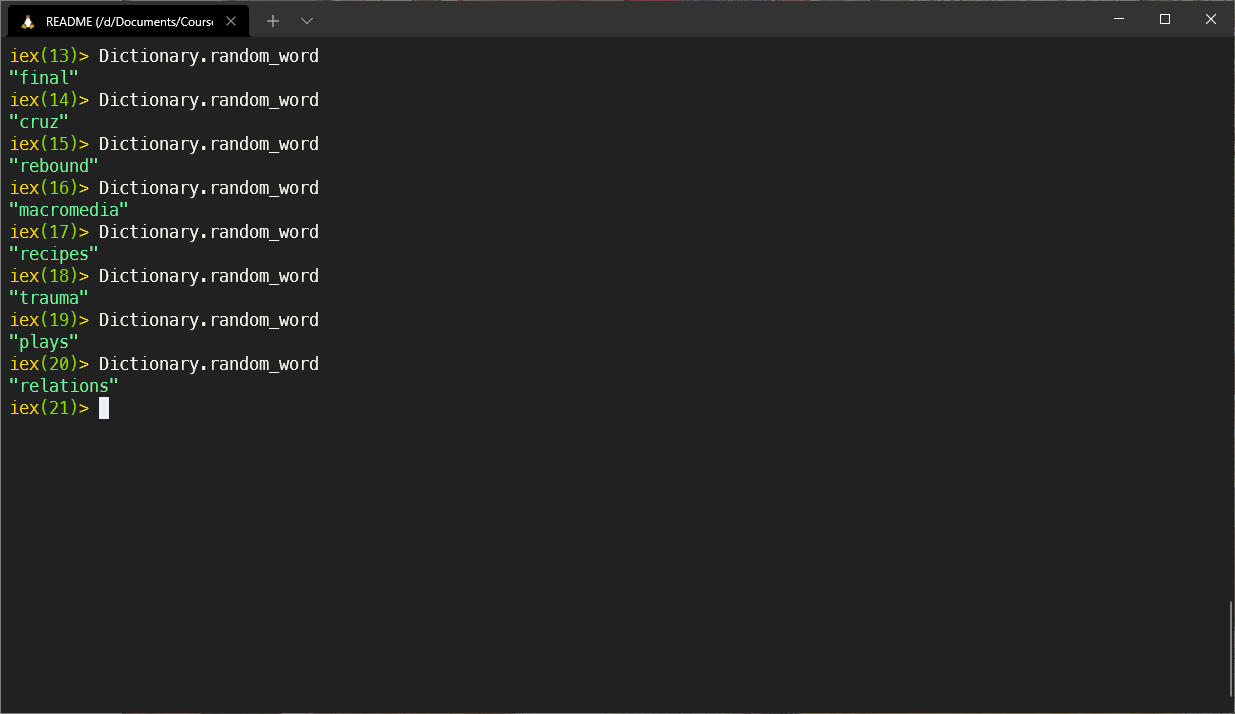 README (/d/Documents/Course
iex(13)> Dictionary.random_word
"final"
iex(14)> Dictionary.random_word
"cruz"
iex(15)> Dictionary.random_word
"rebound"
iex(16)> Dictionary.random_word
"macromedia"
iex(17)> Dictionary.random_word
"recipes"
iex(18)> Dictionary.random_word
"trauma"
iex(19)> Dictionary.random_word
"plays"
iex(20)> Dictionary.random_word
"relations"
iex(21)>